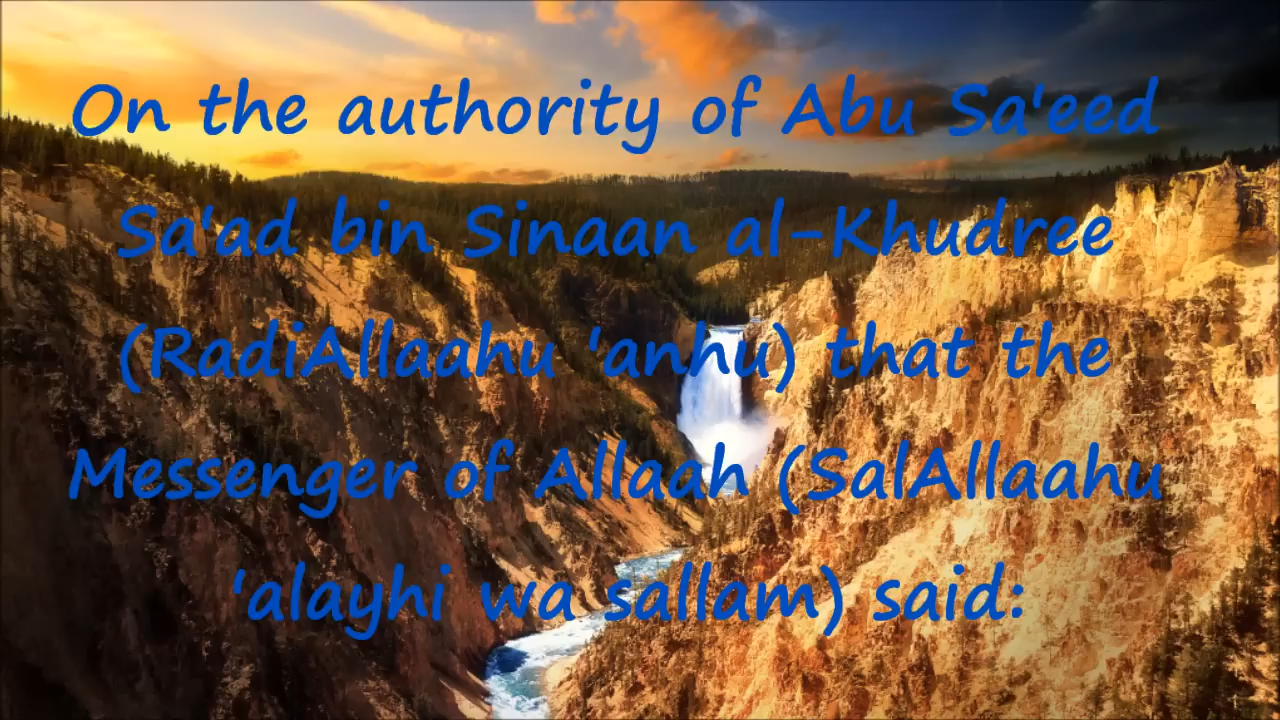 On the authority of Abu Sa'eed
Sa'ad bin Sinaan al-Khudree
(RadiAllaahu 'anhu) that the
Messenger of Allaah (SalAllaahu
'alayhi wa sallam) said: